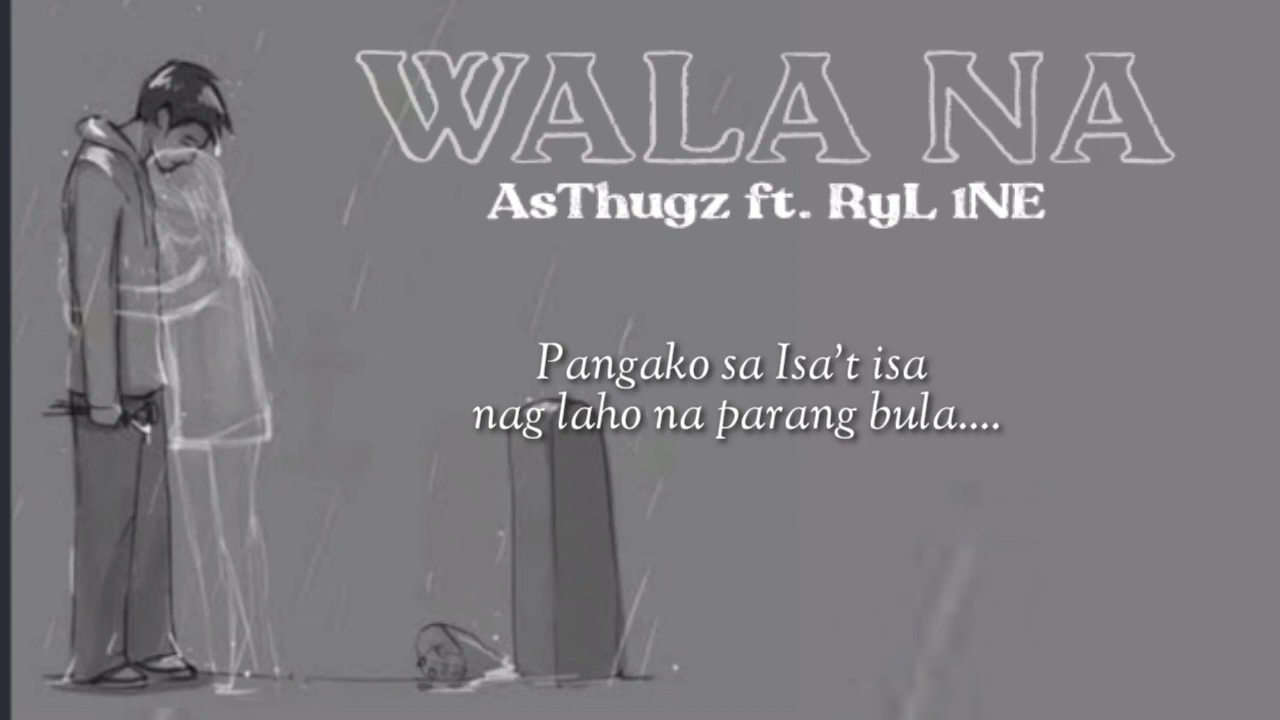 WALA NA
AsThugz ft. RyL 1NE
Pangako sa Isa't isa
nag laho na parang bula....